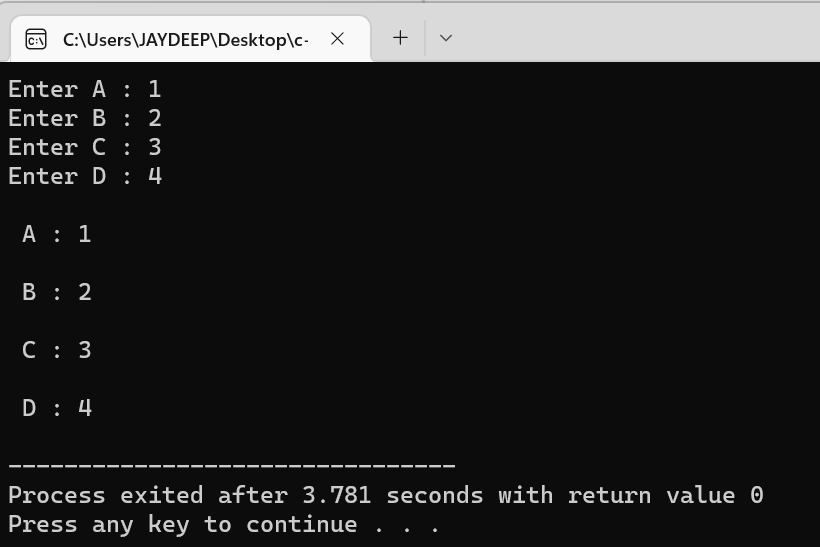 C:\Users\JAYDEEP\Desktop\c-
Enter A : 1
Enter B : 2
Enter C : 3
Enter D : 4
A : 1
B : 2
C : 3
D : 4
--------------------------------
Process exited after 3.781 seconds with return value 0
Press any key to continue . . .